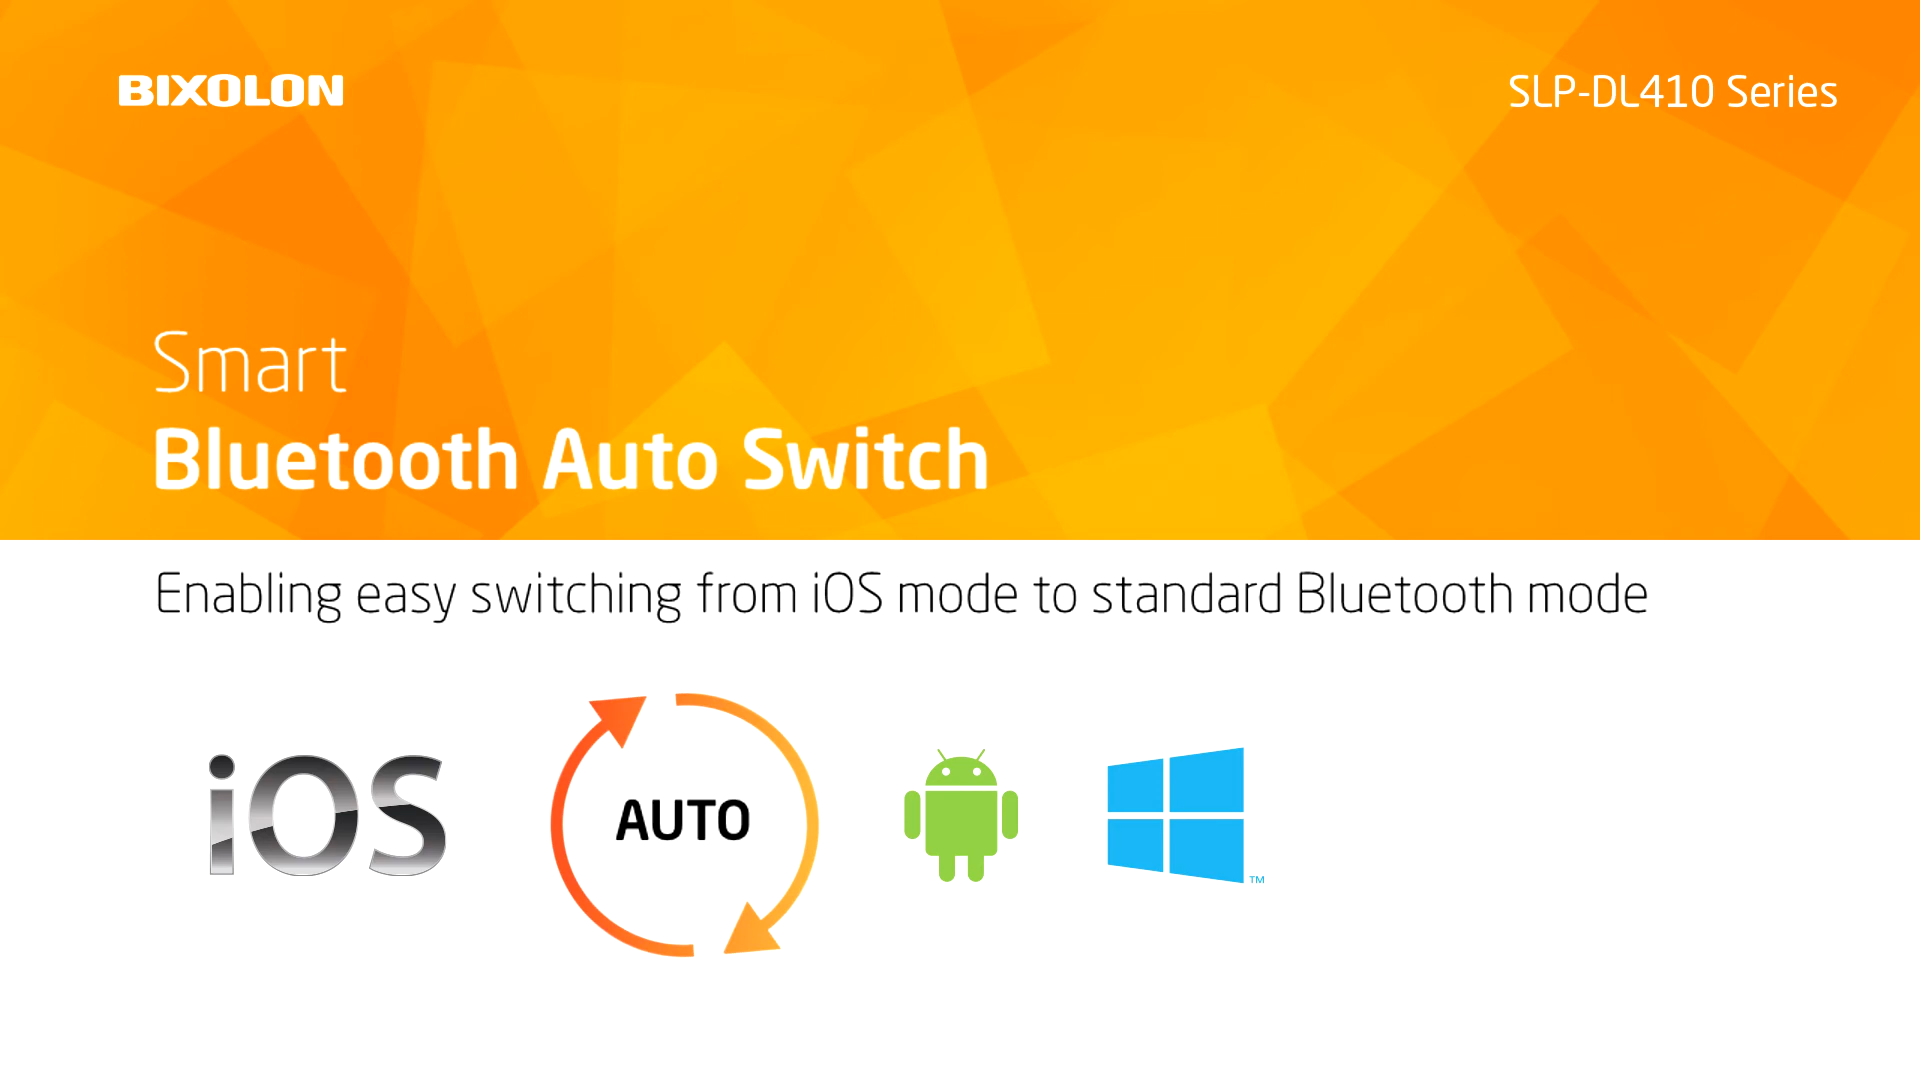 BIXOLON
SLP-DL410 Series
Smart
Bluetooth Auto Switch
Enabling easy switching from iOS mode to standard Bluetooth mode
iOS
AUTO
TM